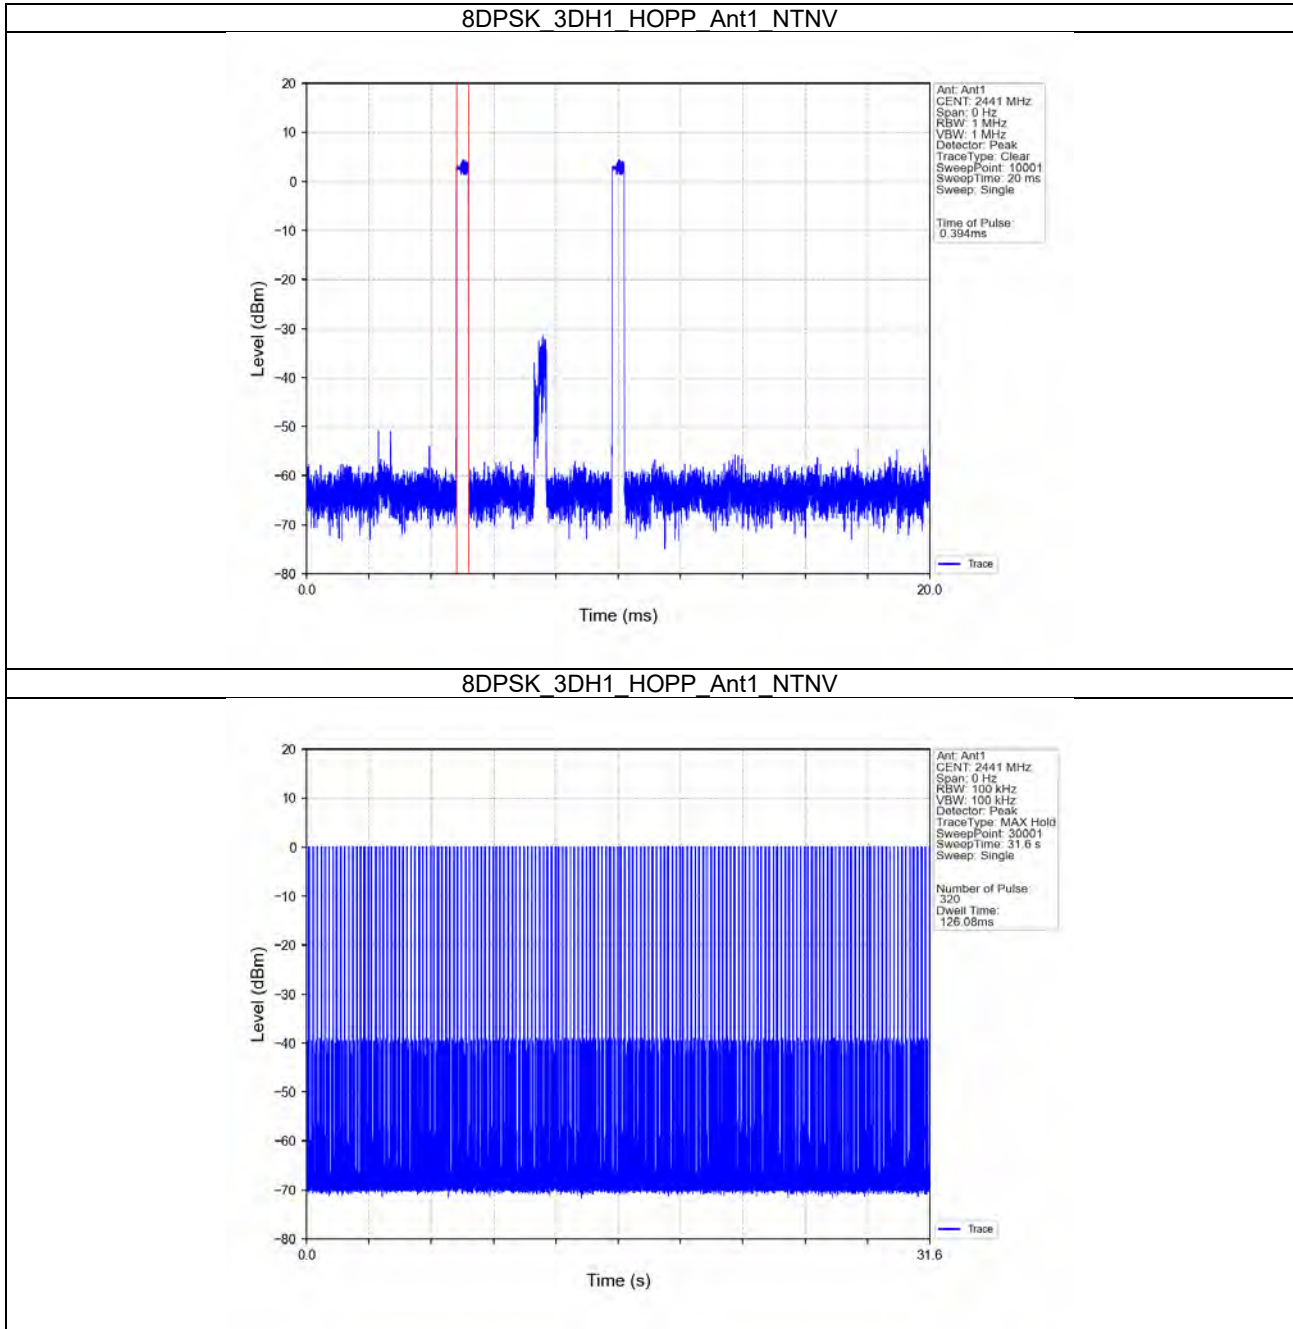 8DPSK_3DH1_HOPP_Ant1_NTNV
20
10
0
−10
−20
−30
−40
−50
−60
−70
−80
Level (dBm)
0.0
20.0
Time (ms)
Ant: Ant1
CENT: 2441 MHz
Span: 0 Hz
RBW: 1 MHz
VBW: 1 MHz
Detector: Peak
TraceType: Clear
SweepPoint: 10001
SweepTime: 20 ms
Sweep: Single
Time of Pulse:
0.394ms
Trace
8DPSK_3DH1_HOPP_Ant1_NTNV
20
10
0
−10
−20
−30
−40
−50
−60
−70
−80
Level (dBm)
0.0
31.6
Time (s)
Ant: Ant1
CENT: 2441 MHz
Span: 0 Hz
RBW: 100 kHz
VBW: 100 kHz
Detector: Peak
TraceType: MAX Hold
SweepPoint: 30001
SweepTime: 31.6 s
Sweep: Single
Number of Pulse:
320
Dwell Time:
126.08ms
Trace